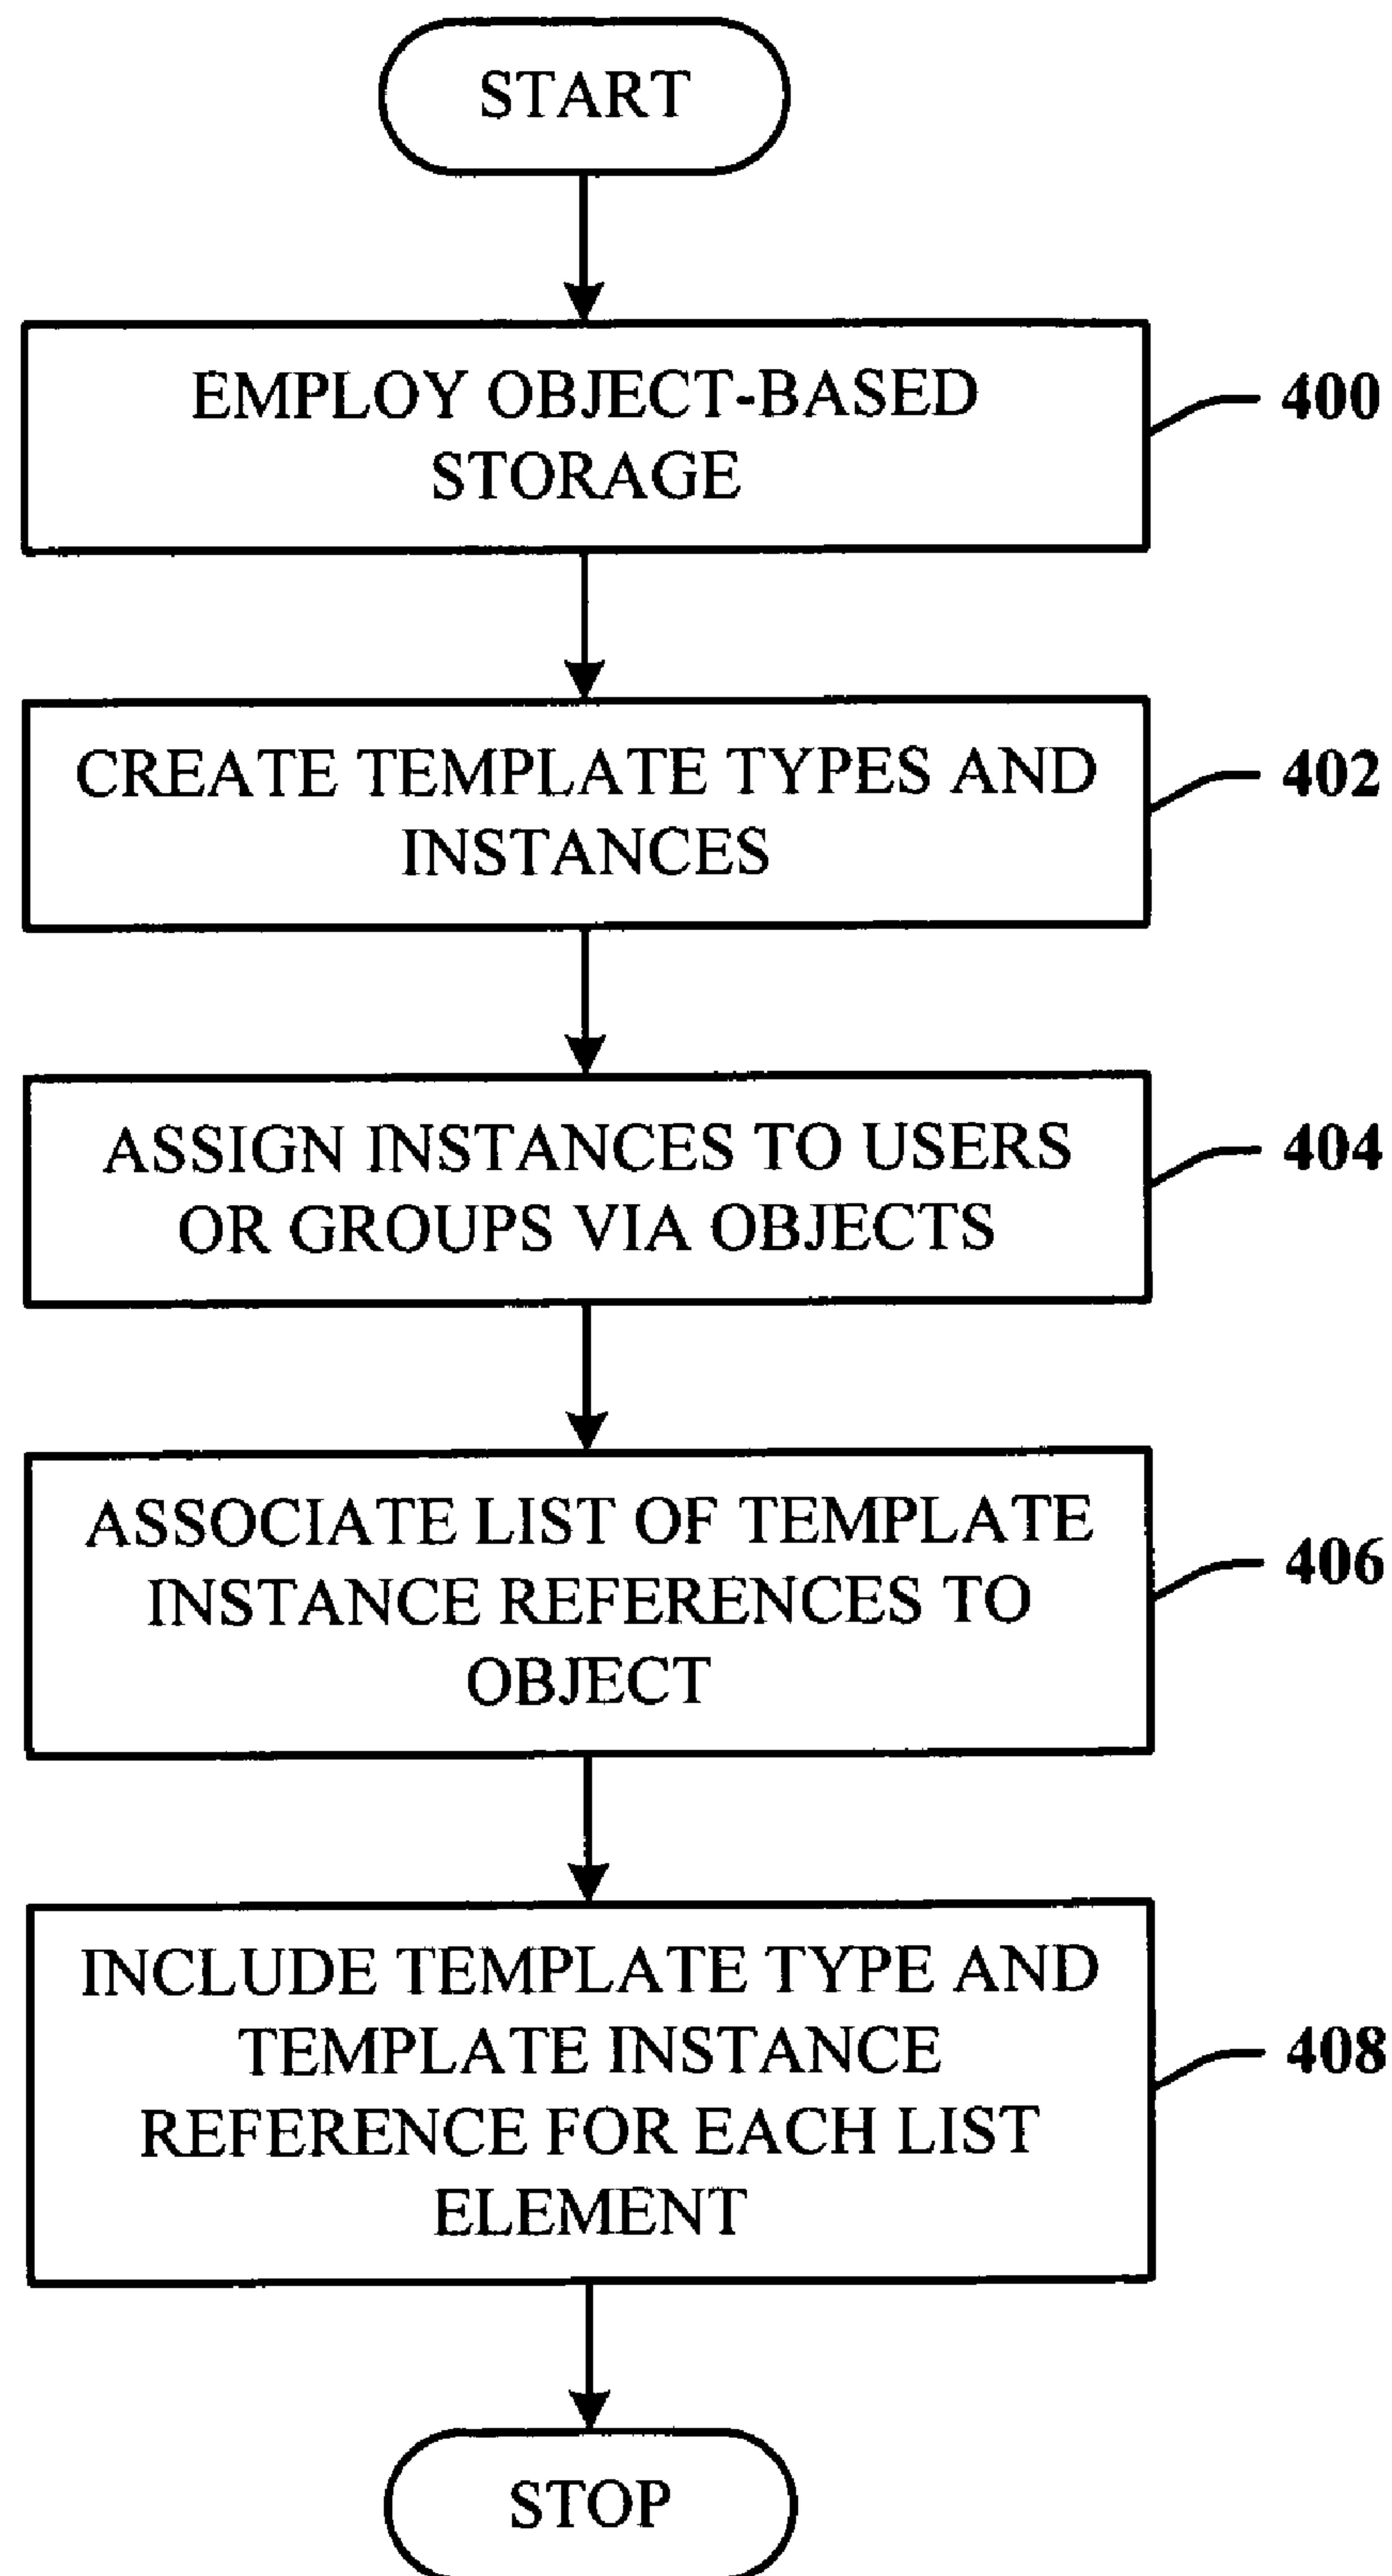 START
EMPLOY OBJECT-BASED
STORAGE
400
CREATE TEMPLATE TYPES AND
INSTANCES
402
ASSIGN INSTANCES TO USERS
OR GROUPS VIA OBJECTS
404
ASSOCIATE LIST OF TEMPLATE
INSTANCE REFERENCES TO
OBJECT
406
INCLUDE TEMPLATE TYPE AND
TEMPLATE INSTANCE
REFERENCE FOR EACH LIST
ELEMENT
408
STOP